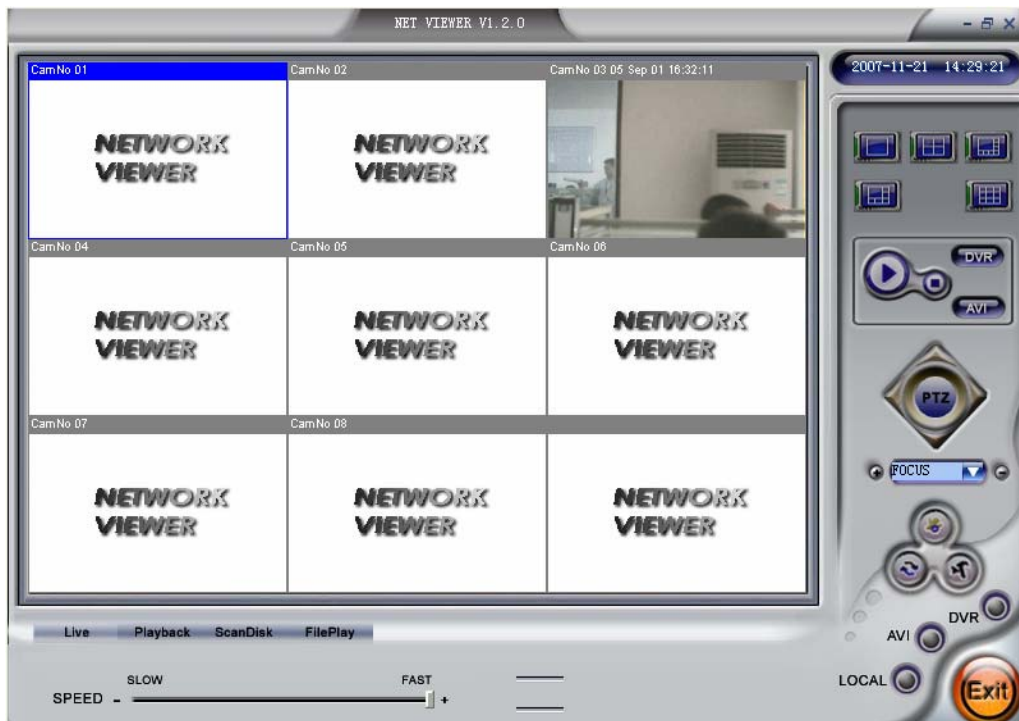 NET VIEWER V1.2.0
2007-11-21 14:29:21
CamNo 01
CamNo 02
CamNo 03 05 Sep 01 16:32:11
NETWORK
VIEWER
NETWORK
VIEWER
CamNo 04
CamNo 05
CamNo 06
NETWORK
VIEWER
NETWORK
VIEWER
NETWORK
VIEWER
CamNo 07
CamNo 08
NETWORK
VIEWER
NETWORK
VIEWER
NETWORK
VIEWER
DVR
AVI
PTZ
FOCUS
DVR
AVI
LOCAL
Exit
Live Playback ScanDisk FilePlay
SLOW FAST
SPEED - +